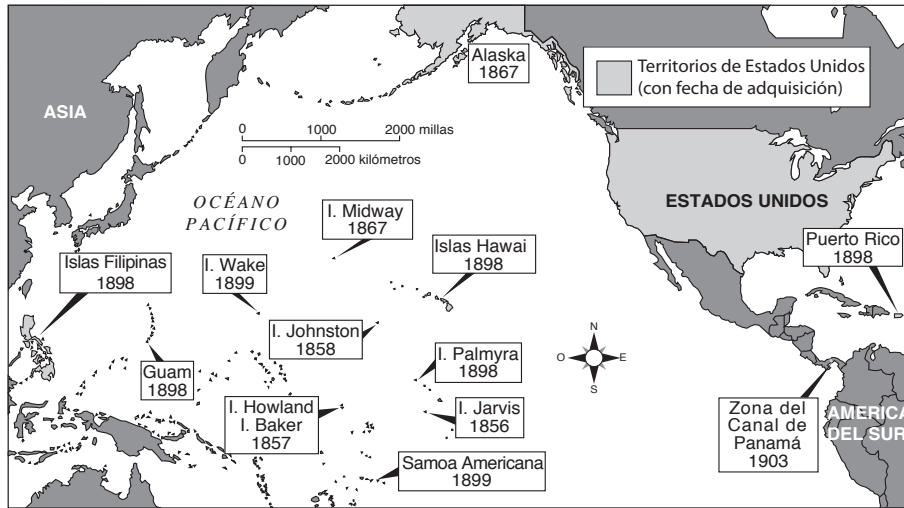 Alaska
1867
Territorios de Estados Unidos
(con fecha de adquisición)
ASIA
0 1000 2000 millas
0 1000 2000 kilómetros
OCÉANO
PACÍFICO
ESTADOS UNIDOS
I. Midway
1867
Puerto Rico
1898
Islas Hawai
1898
Islas Filipinas
1898
I. Wake
1899
I. Johnston
1858
N
O E
S
I. Palmyra
1898
Guam
1898
I. Howland
I. Baker
1857
I. Jarvis
1856
Zona del
Canal de
Panamá
1903
AMERICA
DEL SUR
Samoa Americana
1899